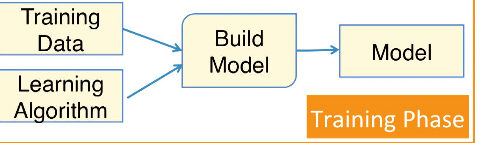 Training
Data
Learning
Algorithm
Build
Model
Model
Training Phase